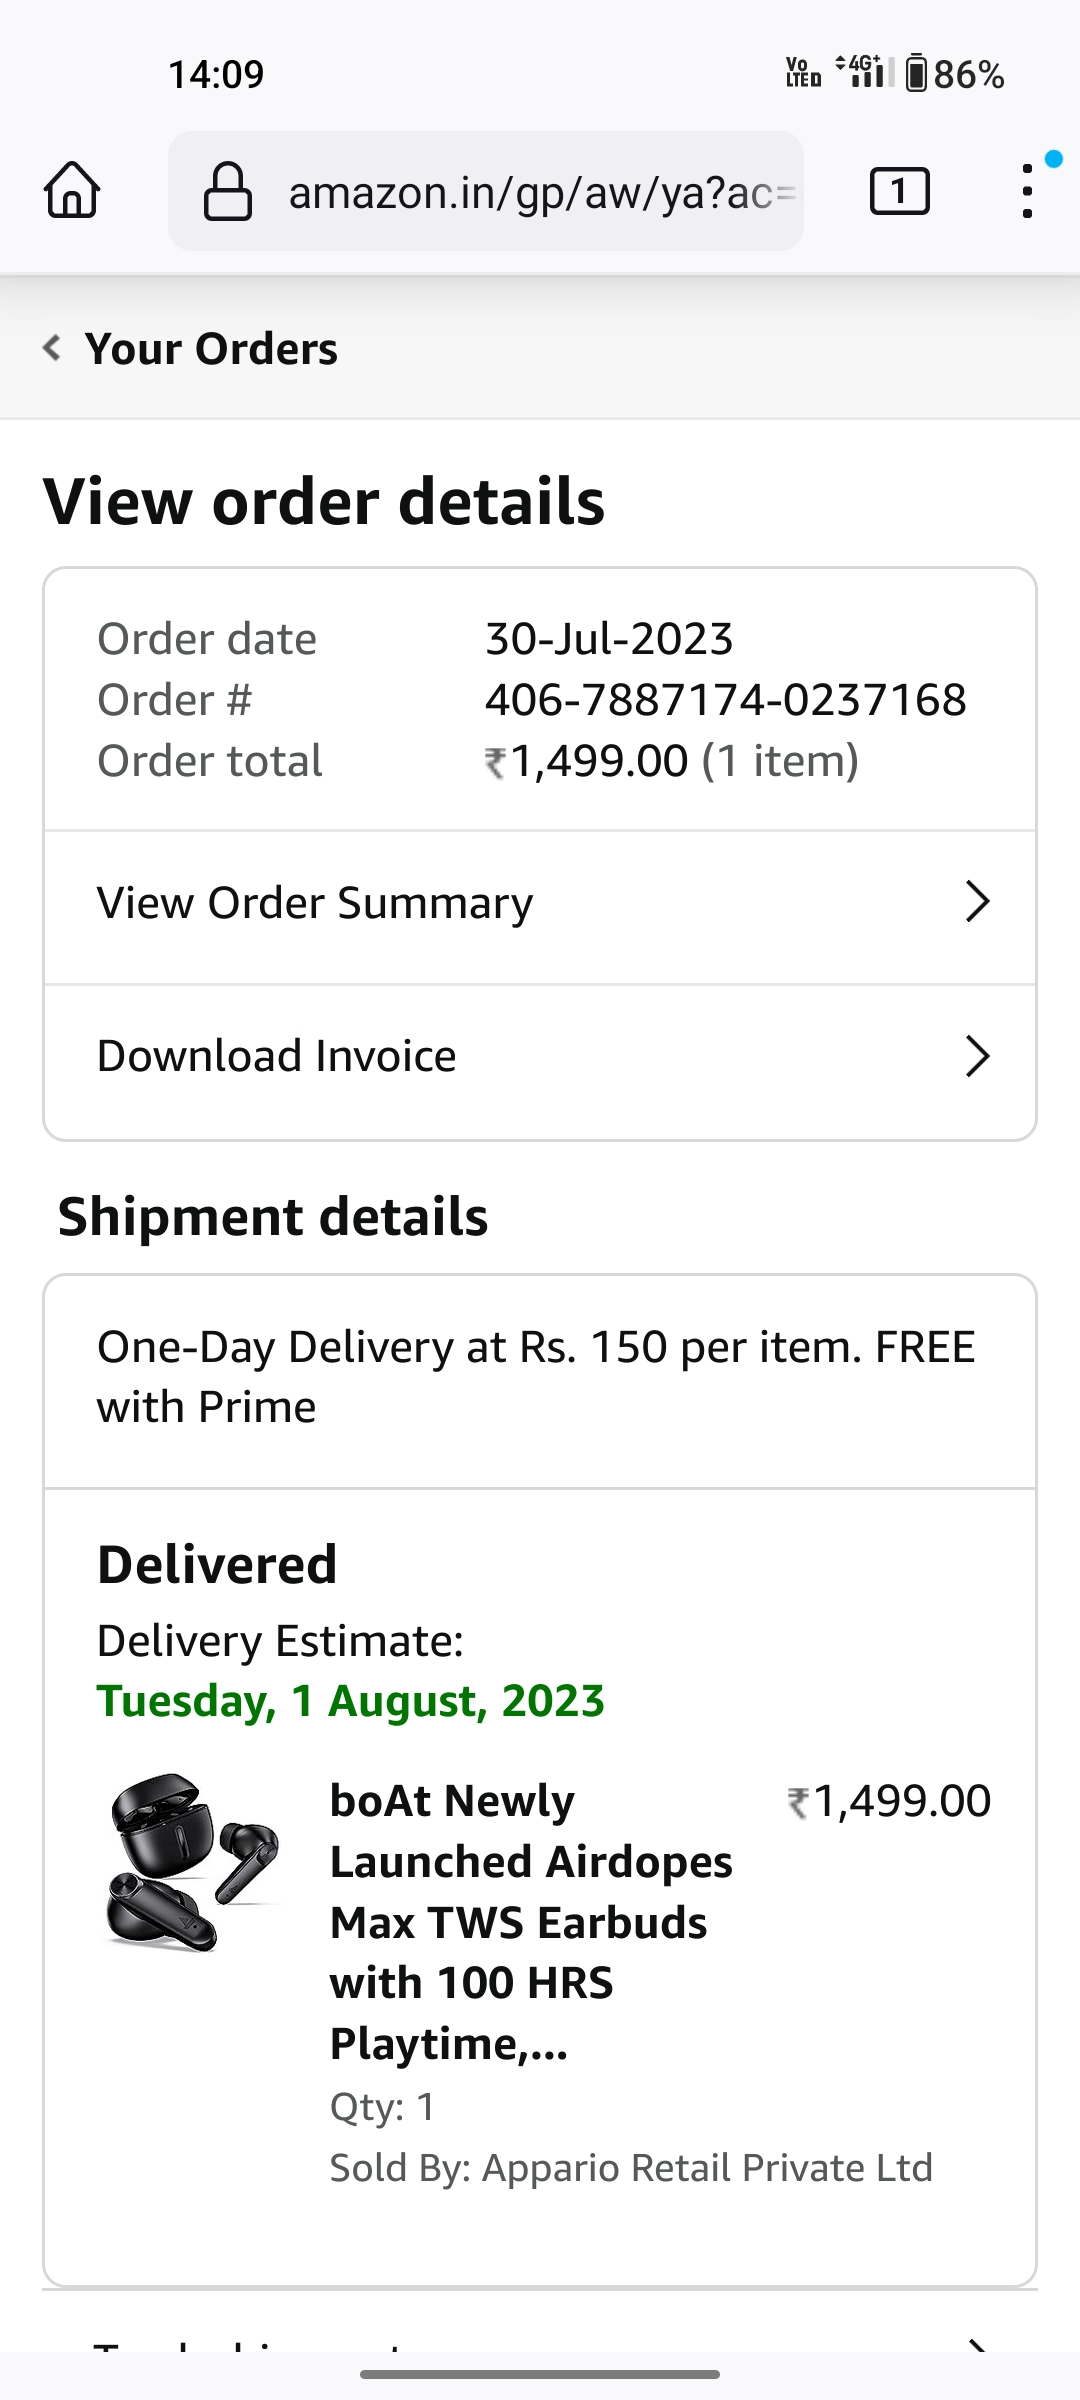 14:09
Vo LTE 4G+ 86%
amazon.in/gp/aw/ya?ac=
1
Your Orders
View order details
Order date 30-Jul-2023
Order # 406-7887174-0237168
Order total ₹1,499.00 (1 item)
View Order Summary
Download Invoice
Shipment details
One-Day Delivery at Rs. 150 per item. FREE
with Prime
Delivered
Delivery Estimate:
Tuesday, 1 August, 2023
boAt Newly ₹1,499.00
Launched Airdopes
Max TWS Earbuds
with 100 HRS
Playtime,...
Qty: 1
Sold By: Appario Retail Private Ltd